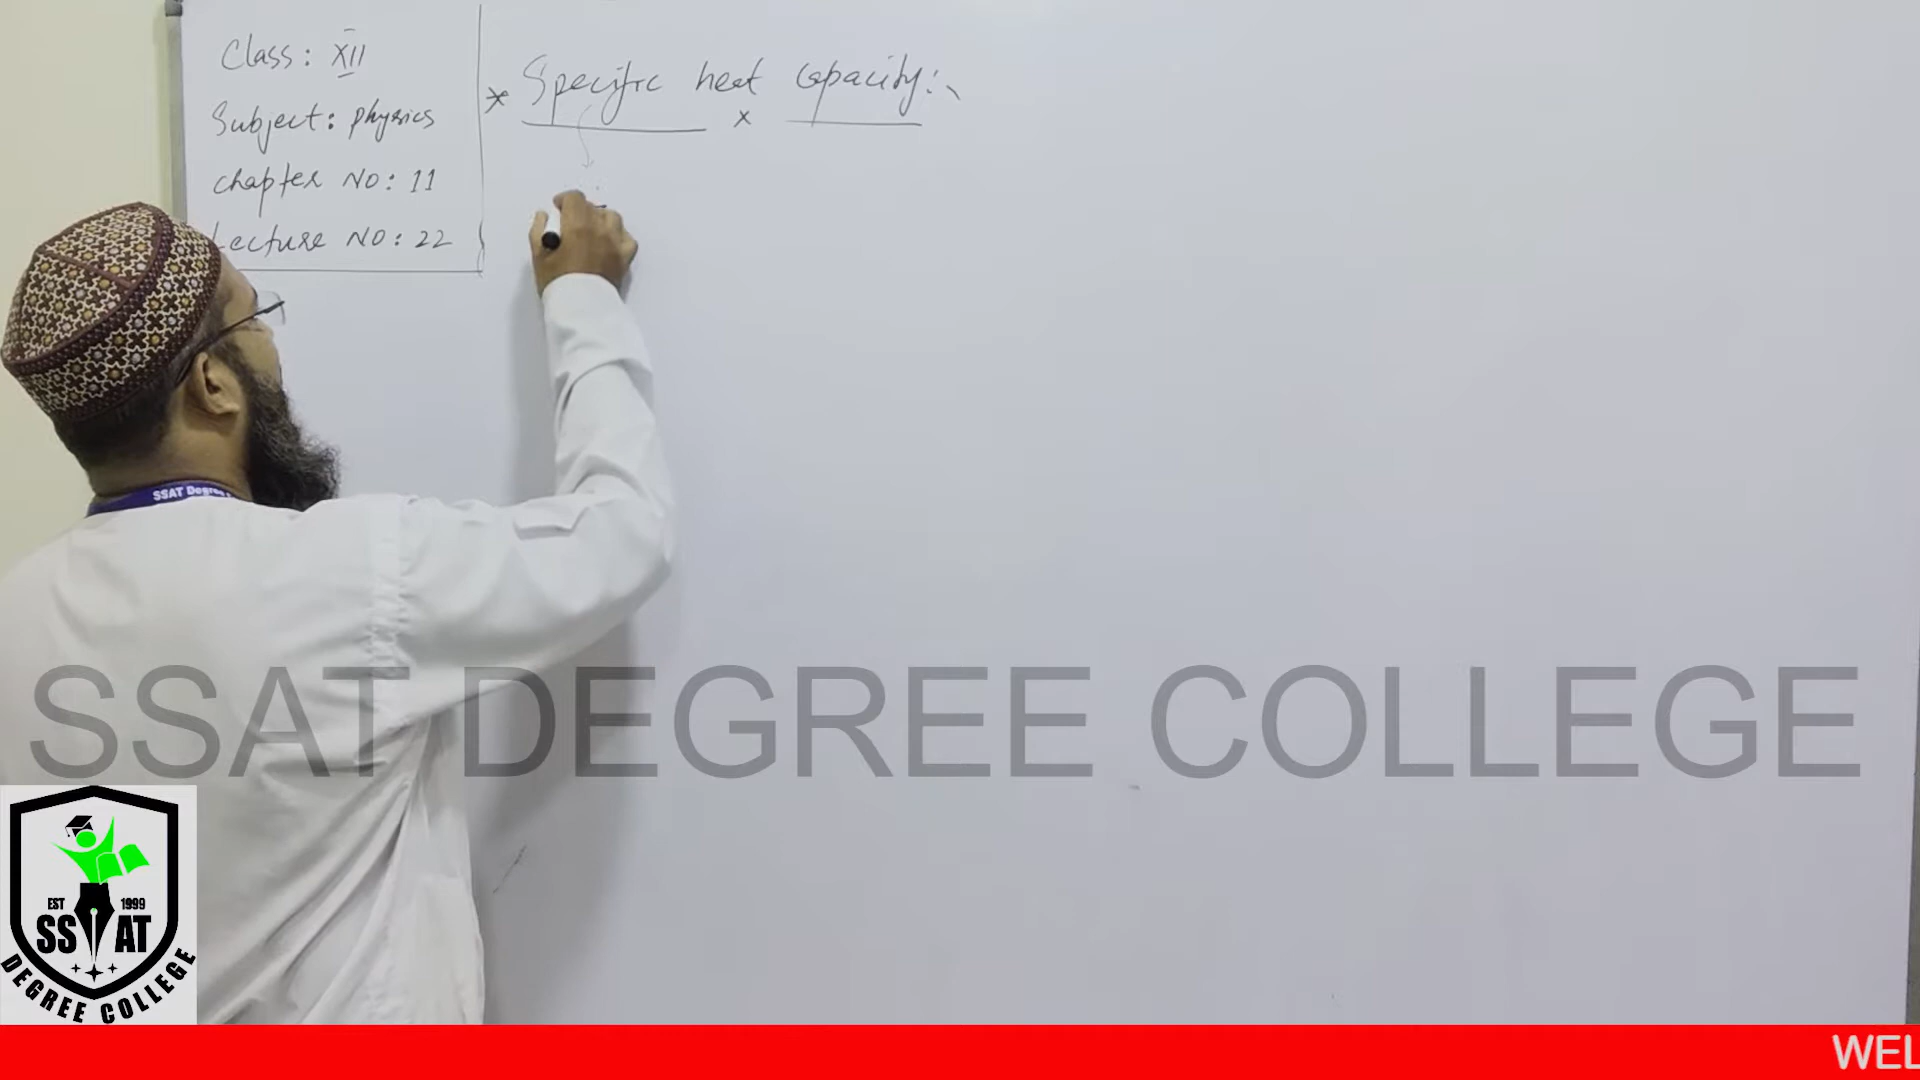 Class: XII
Subject: physics
chapter NO: 11
Lecture NO: 22
* Specific heat capacity:
x
SSAT Degree
SSAT DEGREE COLLEGE
EST 1999
SS AT
DEGREE COLLEGE
WEL